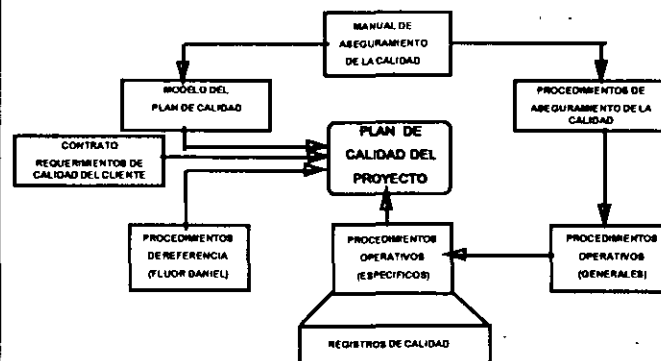 MANUAL DE
ASEGURAMIENTO
DE LA CALIDAD
MODELO DEL
PLAN DE CALIDAD
PROCEDIMIENTOS DE
ASEGURAMIENTO DE LA
CALIDAD
CONTRATO
REQUERIMIENTOS DE
CALIDAD DEL CLIENTE
PLAN DE
CALIDAD DEL
PROYECTO
PROCEDIMIENTOS
DE REFERENCIA
(FLUOR DANIEL)
PROCEDIMIENTOS
OPERATIVOS
(ESPECIFICOS)
PROCEDIMIENTOS
OPERATIVOS
(GENERALES)
REGISTROS DE CALIDAD